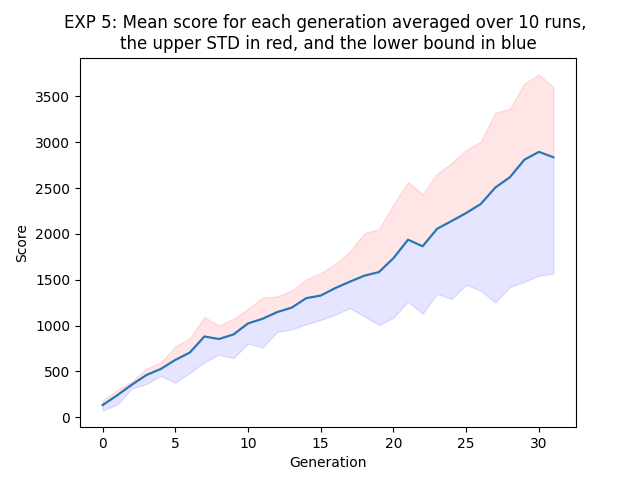 EXP 5: Mean score for each generation averaged over 10 runs,
the upper STD in red, and the lower bound in blue
3500
3000
2500
2000
1500
1000
500
0
Score
0 5 10 15 20 25 30
Generation